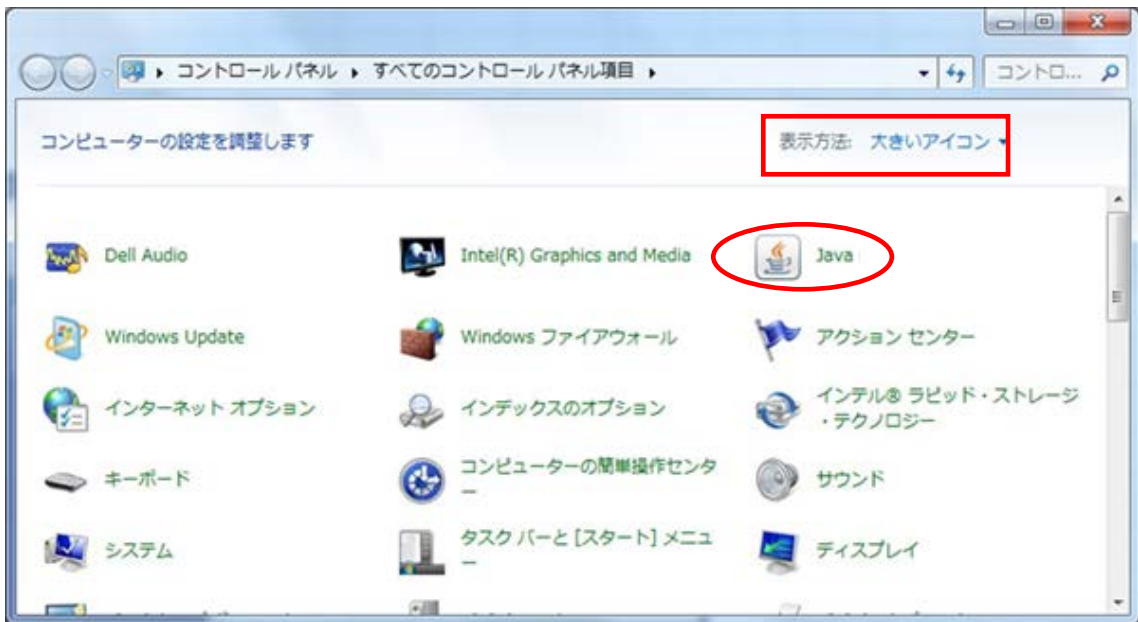 コントロール パネル ▸ すべてのコントロール パネル項目 ▸
コントロ...
コンピューターの設定を調整します
表示方法: 大きいアイコン
Dell Audio
Intel(R) Graphics and Media
Java
Windows Update
Windows ファイアウォール
アクション センター
インターネット オプション
インデックスのオプション
インテル® ラピッド・ストレージ
・テクノロジー
キーボード
コンピューターの簡単操作センタ
ー
サウンド
システム
タスク バーと [スタート] メニュ
ー
ディスプレイ